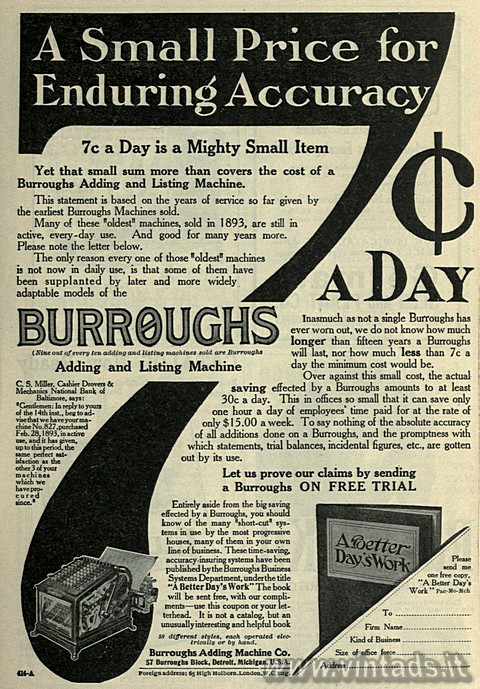 A Small Price for
Enduring Accuracy
7c a Day is a Mighty Small Item
7¢
A DAY
Yet that small sum more than covers the cost of a
Burroughs Adding and Listing Machine.
This statement is based on the years of service so far given by
the earliest Burroughs Machines sold.
Many of these "oldest" machines, sold in 1893, are still in
active, every-day use. And good for many years more.
Please note the letter below.
The only reason every one of those "oldest" machines
is not now in daily use, is that some of them have
been supplanted by later and more widely
adaptable models of the
BURROUGHS
(Nine out of every ten adding and listing machines sold are Burroughs
Adding and Listing Machine
C. S. Miller, Cashier Drovers &
Mechanics National Bank of
Baltimore, says:
"Gentlemen: In reply to yours
of the 14th inst., beg to ad-
vise that we have your ma-
chine No. 827, purchased
Feb. 28, 1893, in active
use, and it has given,
up to this period, the
same perfect sat-
isfaction as the
other 3 of your
machines
which we
have pro-
cured
since."
Inasmuch as not a single Burroughs has
ever worn out, we do not know how much
longer than fifteen years a Burroughs
will last, nor how much less than 7c a
day the minimum cost would be.
Over against this small cost, the actual
saving effected by a Burroughs amounts to at least
30c a day. This in offices so small that it can save only
one hour a day of employees' time paid for at the rate of
only $15.00 a week. To say nothing of the absolute accuracy
of all additions done on a Burroughs, and the promptness with
which statements, trial balances, incidental figures, etc., are gotten
out by its use.
Let us prove our claims by sending
a Burroughs ON FREE TRIAL
Entirely aside from the big saving
effected by a Burroughs, you should
know of the many "short-cut" sys-
tems in use by the most progressive
houses, many of them in your own
line of business. These time-saving,
accuracy-insuring systems have been
published by the Burroughs Business
Systems Department, under the title
"A Better Day's Work" The book
will be sent free, with our compli-
ments—use this coupon or your let-
terhead. It is not a catalog, but an
unusually interesting and helpful book
58 different styles, each operated elec-
trically or by hand.
Burroughs Adding Machine Co.
57 Burroughs Block, Detroit, Michigan, U.S.A.
Foreign address: 65 High Holborn, London, W.C., Eng.
A Better
Day's Work
Please
send me
one free copy,
"A Better Day's
Work" Pac-Mo-Mch
To
Firm Name
Kind of Business
Size of office force
Address
414-A
www.vintads.it